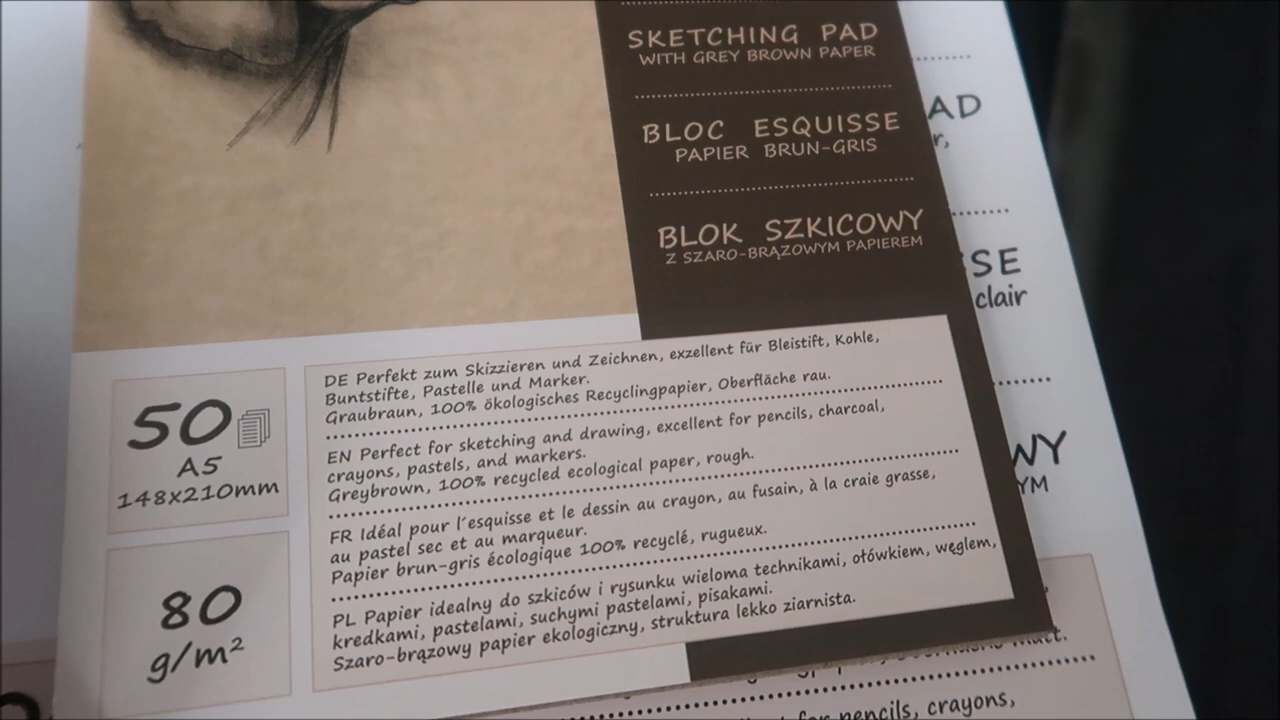 SKETCHING PAD
WITH GREY BROWN PAPER
BLOC ESQUISSE
PAPIER BRUN-GRIS
BLOK SZKICOWY
Z SZARO-BRĄZOWYM PAPIEREM
50
A5
148x210mm
80
g/m²
DE Perfekt zum Skizzieren und Zeichnen, exzellent für Bleistift, Kohle,
Buntstifte, Pastelle und Marker.
Graubraun, 100% ökologisches Recyclingpapier, Oberfläche rau.
EN Perfect for sketching and drawing, excellent for pencils, charcoal,
crayons, pastels, and markers.
Greybrown, 100% recycled ecological paper, rough.
FR Idéal pour l'esquisse et le dessin au crayon, au fusain, à la craie grasse,
au pastel sec et au marqueur.
Papier brun-gris écologique 100% recyclé, rugueux.
PL Papier idealny do szkiców i rysunku wieloma technikami, ołówkiem, węglem,
kredkami, pastelami, suchymi pastelami, pisakami.
Szaro-brązowy papier ekologiczny, struktura lekko ziarnista.
AD
r,
SSE
clair
WY
YM
matt.
for pencils, crayons,